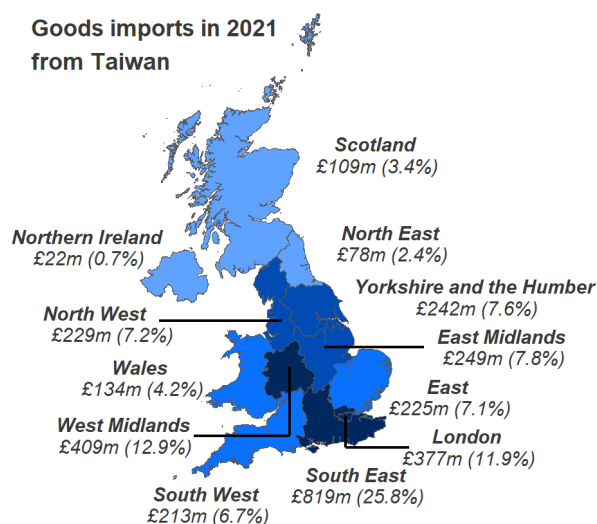 Goods imports in 2021
from Taiwan
Scotland
£109m (3.4%)
Northern Ireland
£22m (0.7%)
North East
£78m (2.4%)
Yorkshire and the Humber
£242m (7.6%)
North West
£229m (7.2%)
East Midlands
£249m (7.8%)
Wales
£134m (4.2%)
East
£225m (7.1%)
West Midlands
£409m (12.9%)
London
£377m (11.9%)
South East
£819m (25.8%)
South West
£213m (6.7%)